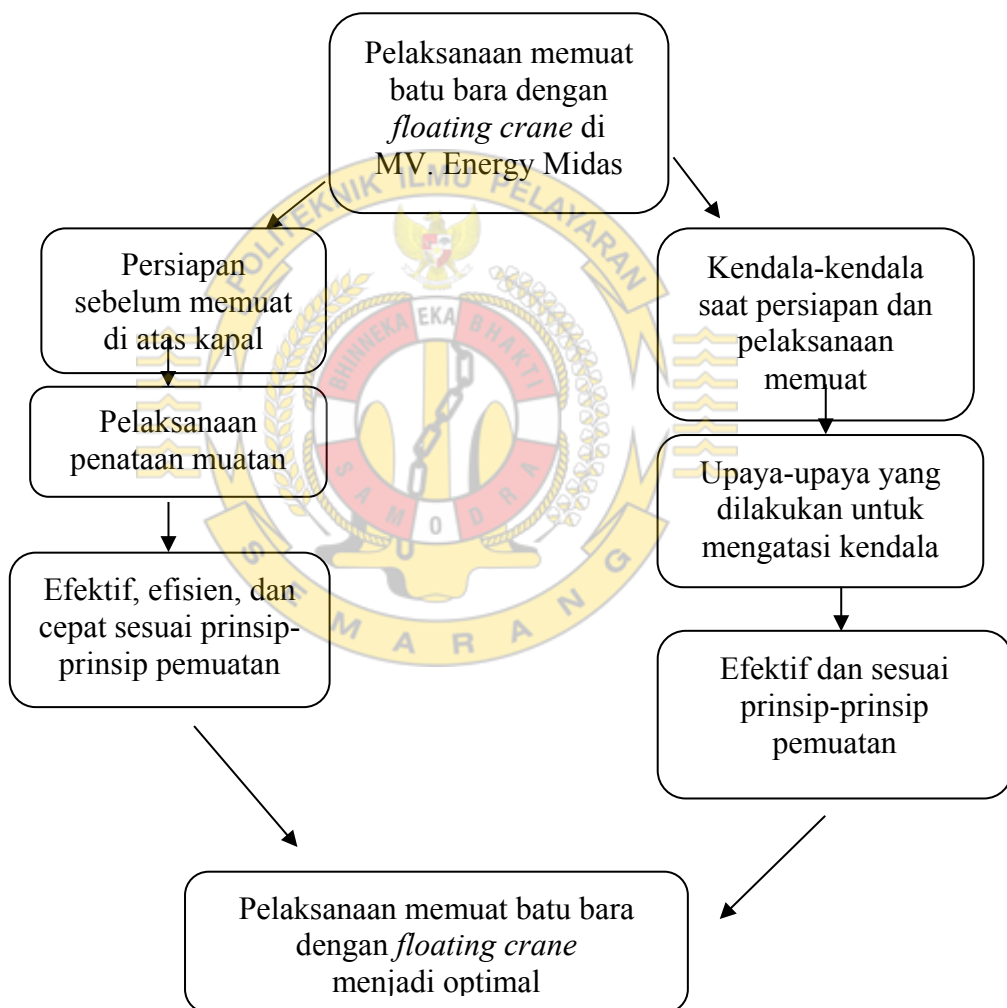 Pelaksanaan memuat
batu bara dengan
floating crane di
MV. Energy Midas
Persiapan
sebelum memuat
di atas kapal
Kendala-kendala
saat persiapan dan
pelaksanaan
memuat
Pelaksanaan
penataan muatan
Upaya-upaya yang
dilakukan untuk
mengatasi kendala
Efektif, efisien, dan
cepat sesuai prinsip-
prinsip pemuatan
Efektif dan sesuai
prinsip-prinsip
pemuatan
Pelaksanaan memuat batu bara
dengan floating crane
menjadi optimal
POLITEKNIK ILMU PELAYARAN
BHINNEKA EKA BHAKTI
SAMODRA
SEMARANG